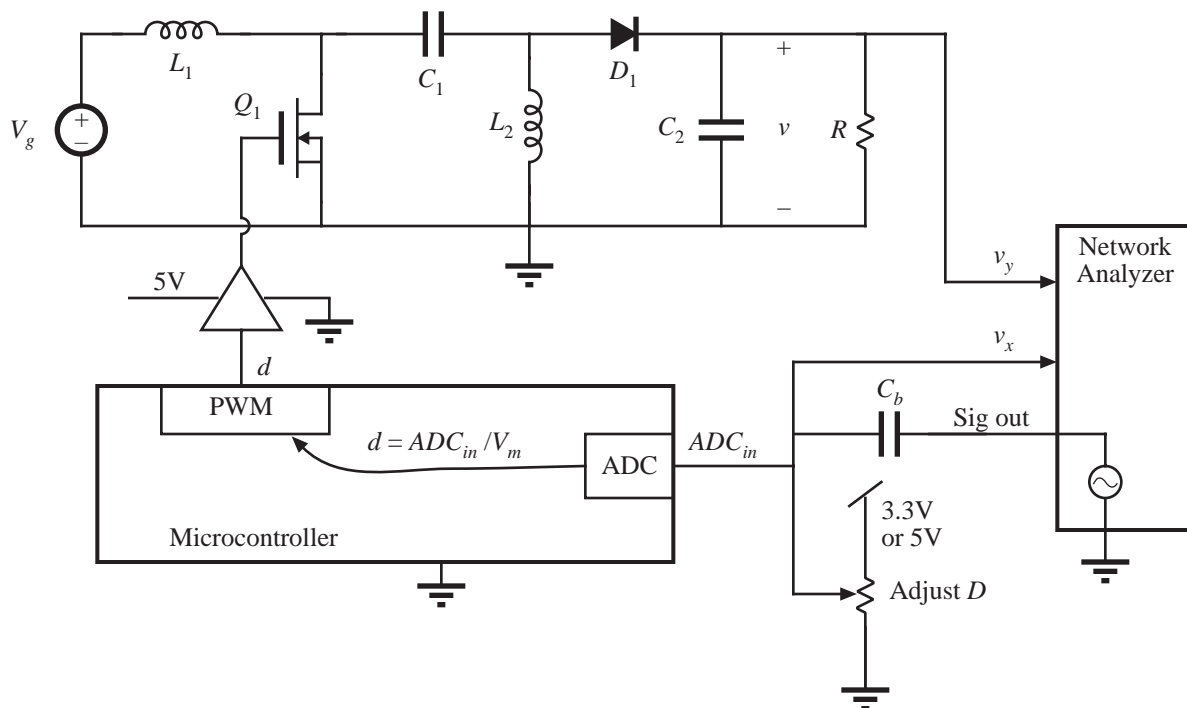 L1
C1
D1
+
Q1
L2
C2
v
R
Vg
+
−
−
Network
Analyzer
vy
5V
vx
d
PWM
Cb
Sig out
d = ADCin /Vm
ADC
ADCin
3.3V
or 5V
Microcontroller
Adjust D